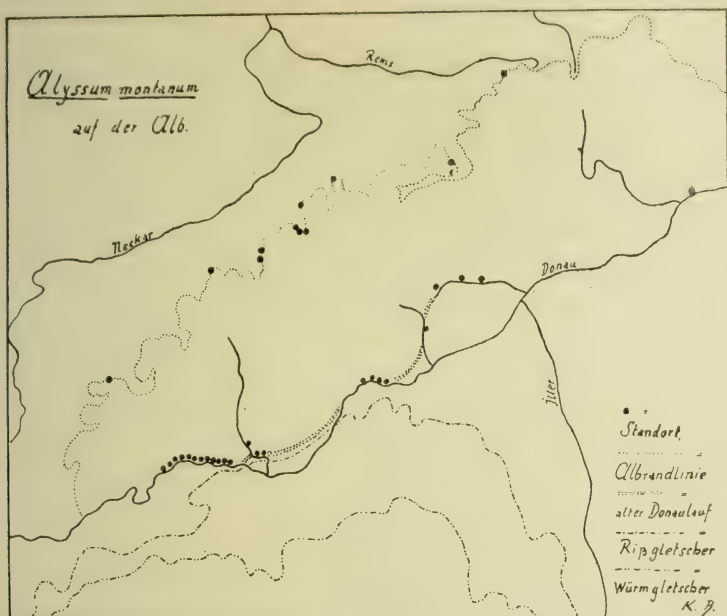 Alyssum montanum
auf der Alb.
Rems
Neckar
Donau
Iller
Standort
Albrandlinie
alter Donaulauf
Rißgletscher
Würmgletscher
K. B.